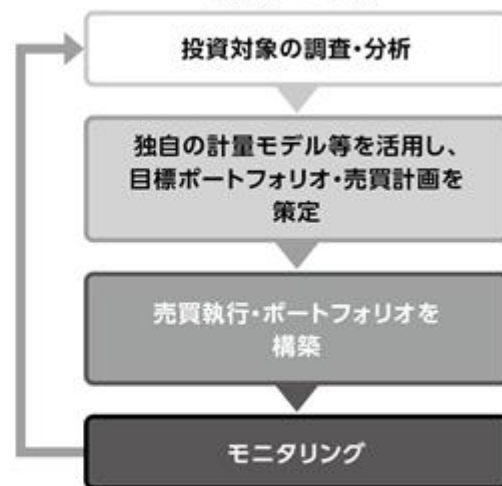 投資対象の調査・分析
独自の計量モデル等を活用し、
目標ポートフォリオ・売買計画を
策定
売買執行・ポートフォリオを
構築
モニタリング